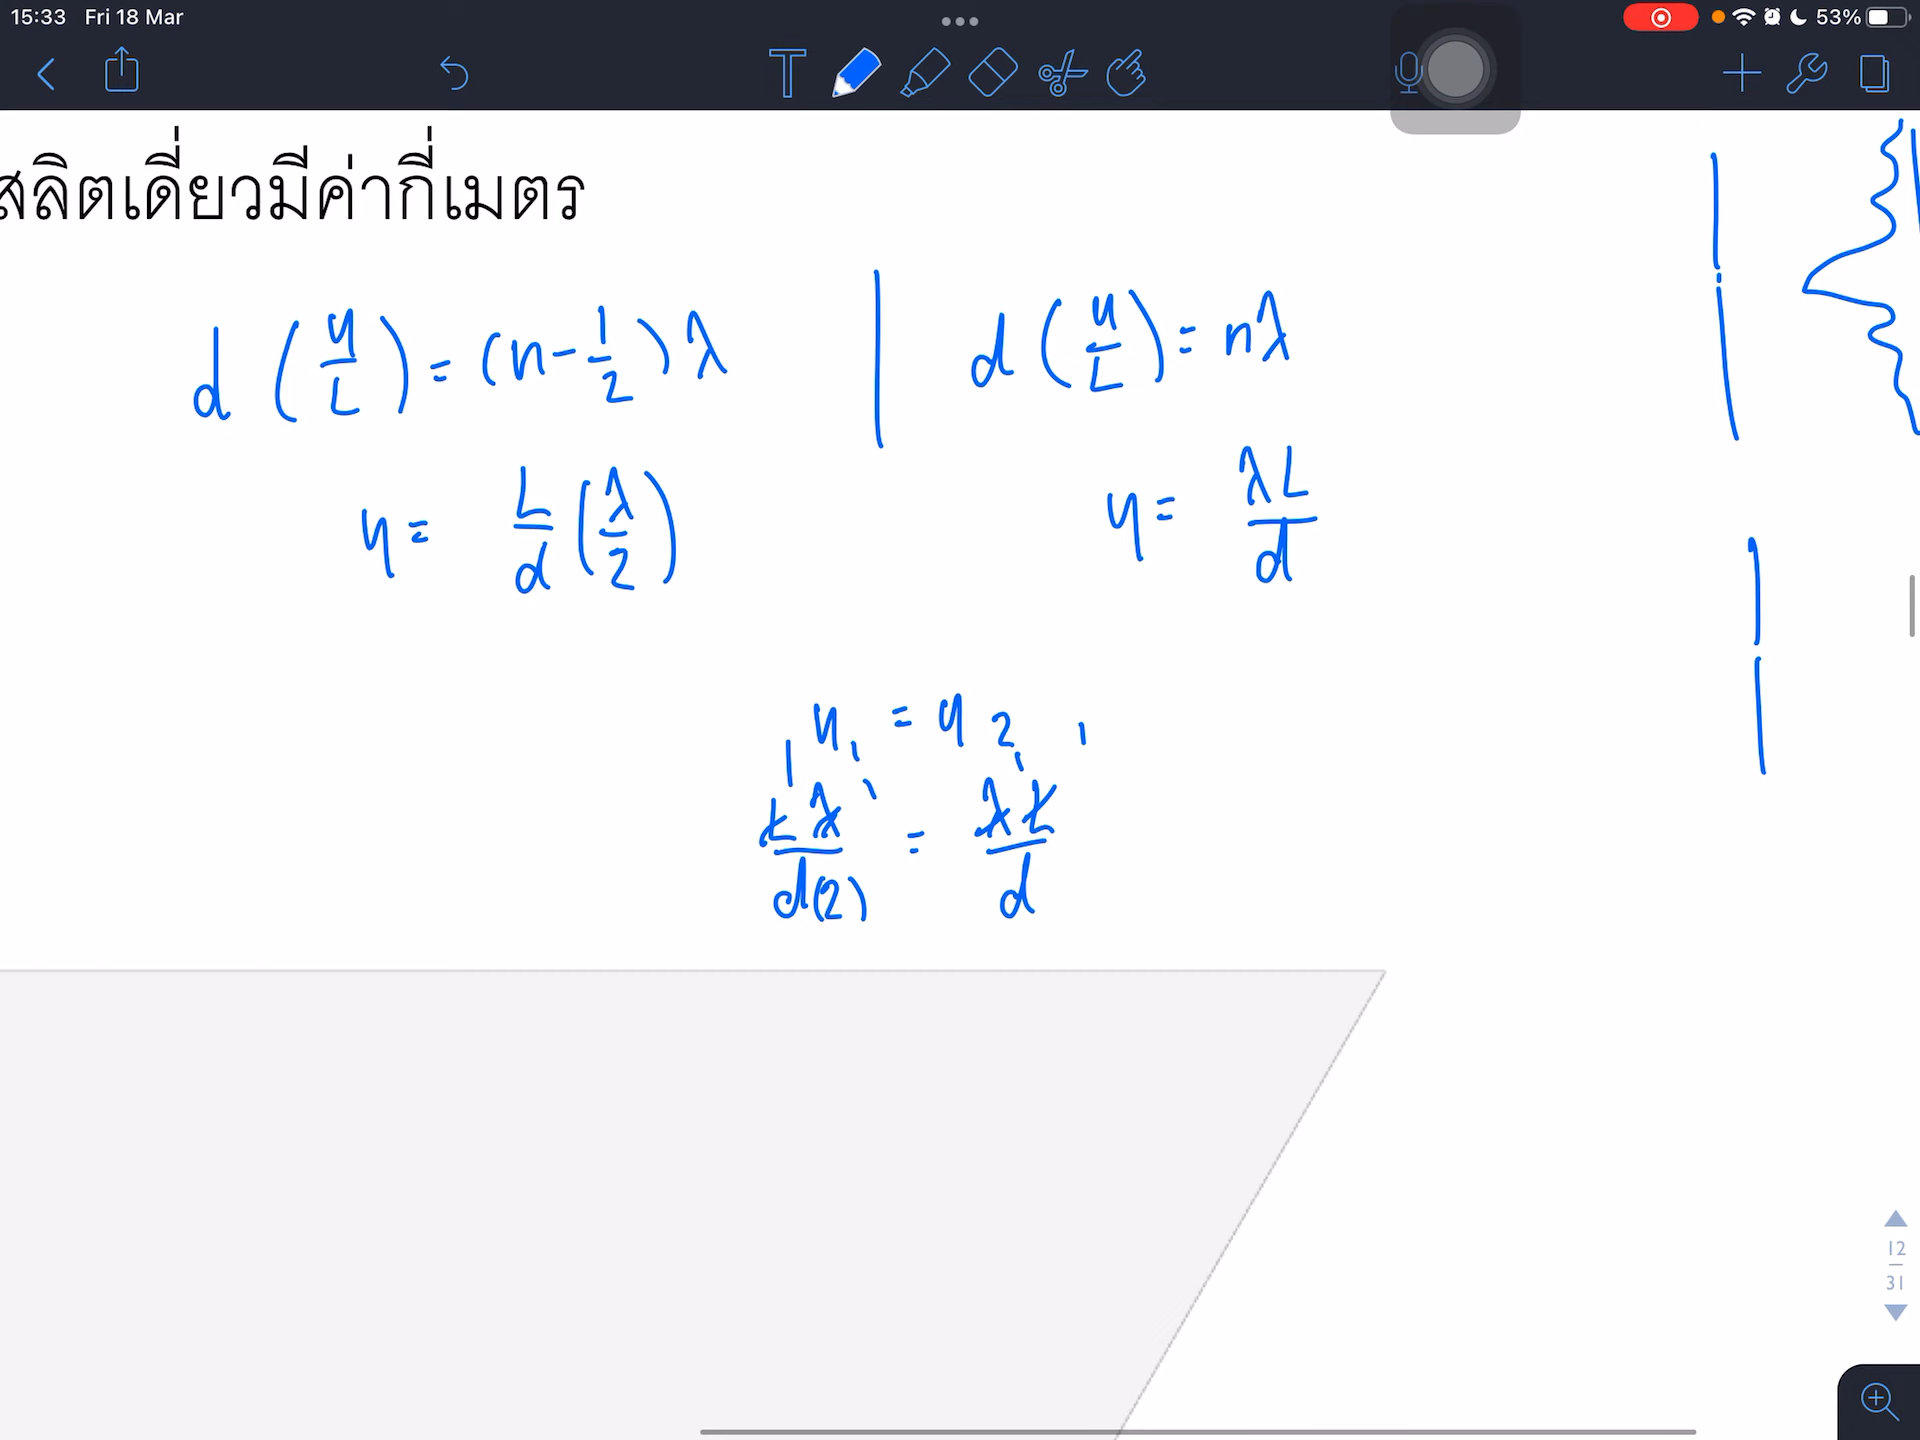 15:33 Fri 18 Mar 53%
สลิตเดี่ยวมีค่ากี่เมตร
d (y/L) = (n - 1/2) λ
d (y/L) = nλ
y = L/d (λ/2)
y = λL/d
y₁ = y₂
Lλ/d(2) = λL/d
12
31